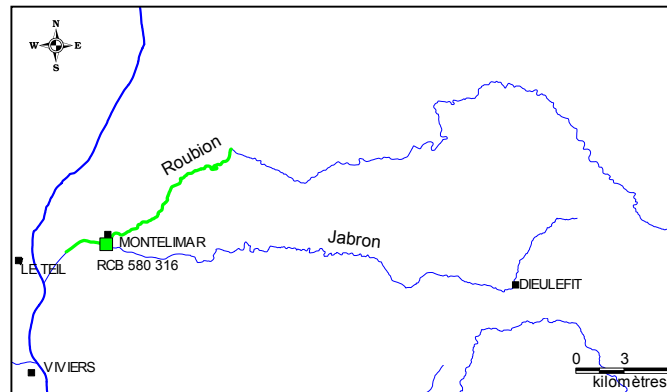 N
W E
S
Roubion
MONTELIMAR
Jabron
LE TEIL
RCB 580 316
DIEULEFIT
VIVIERS
0 3
kilomètres